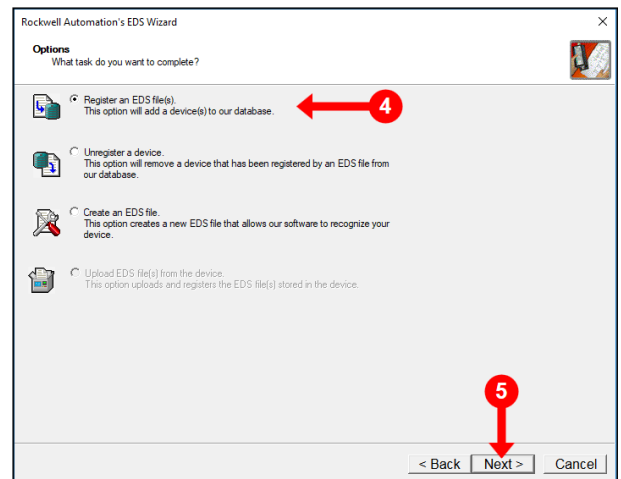 Rockwell Automation's EDS Wizard
Options
What task do you want to complete?
Register an EDS file(s).
This option will add a device(s) to our database.
4
Unregister a device.
This option will remove a device that has been registered by an EDS file from
our database.
Create an EDS file.
This option creates a new EDS file that allows our software to recognize your
device.
Upload EDS file(s) from the device.
This option uploads and registers the EDS file(s) stored in the device.
5
< Back Next > Cancel